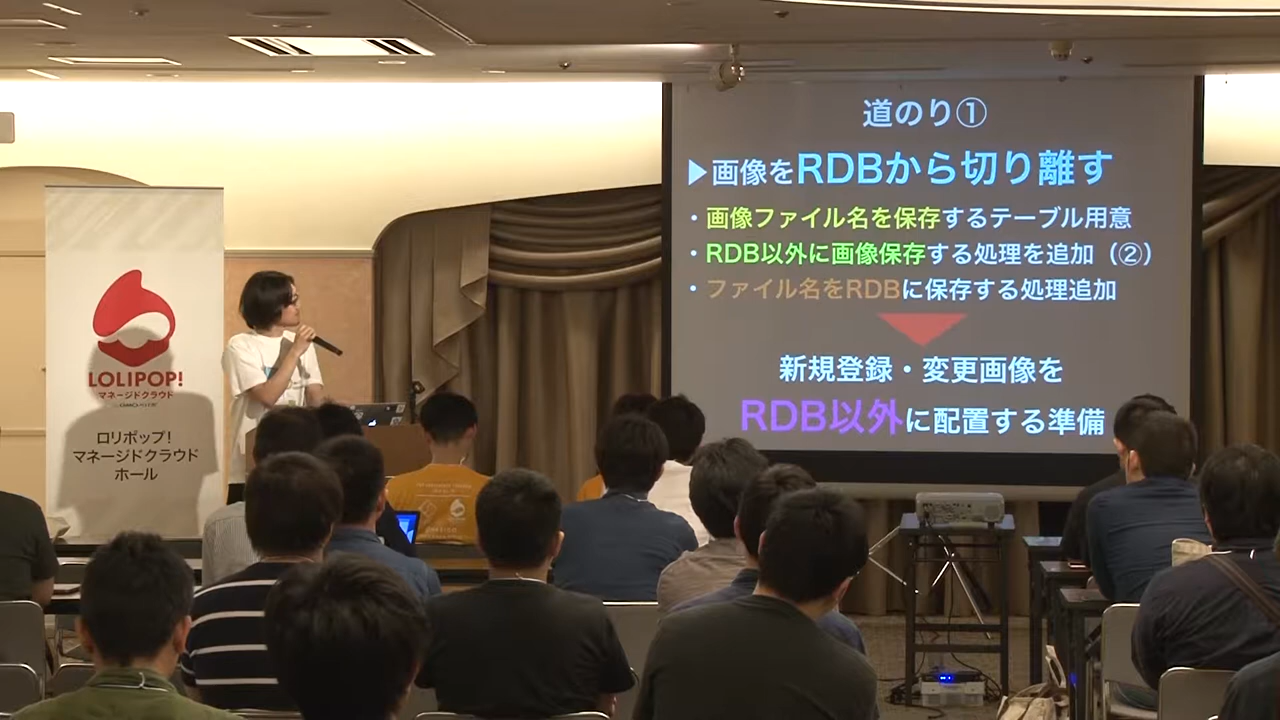 道のり①
▶画像をRDBから切り離す
・画像ファイル名を保存するテーブル用意
・RDB以外に画像保存する処理を追加（②）
・ファイル名をRDBに保存する処理追加
新規登録・変更画像を
RDB以外に配置する準備
LOLIPOP!
マネージドクラウド
ロリポップ！
マネージドクラウド
ホール